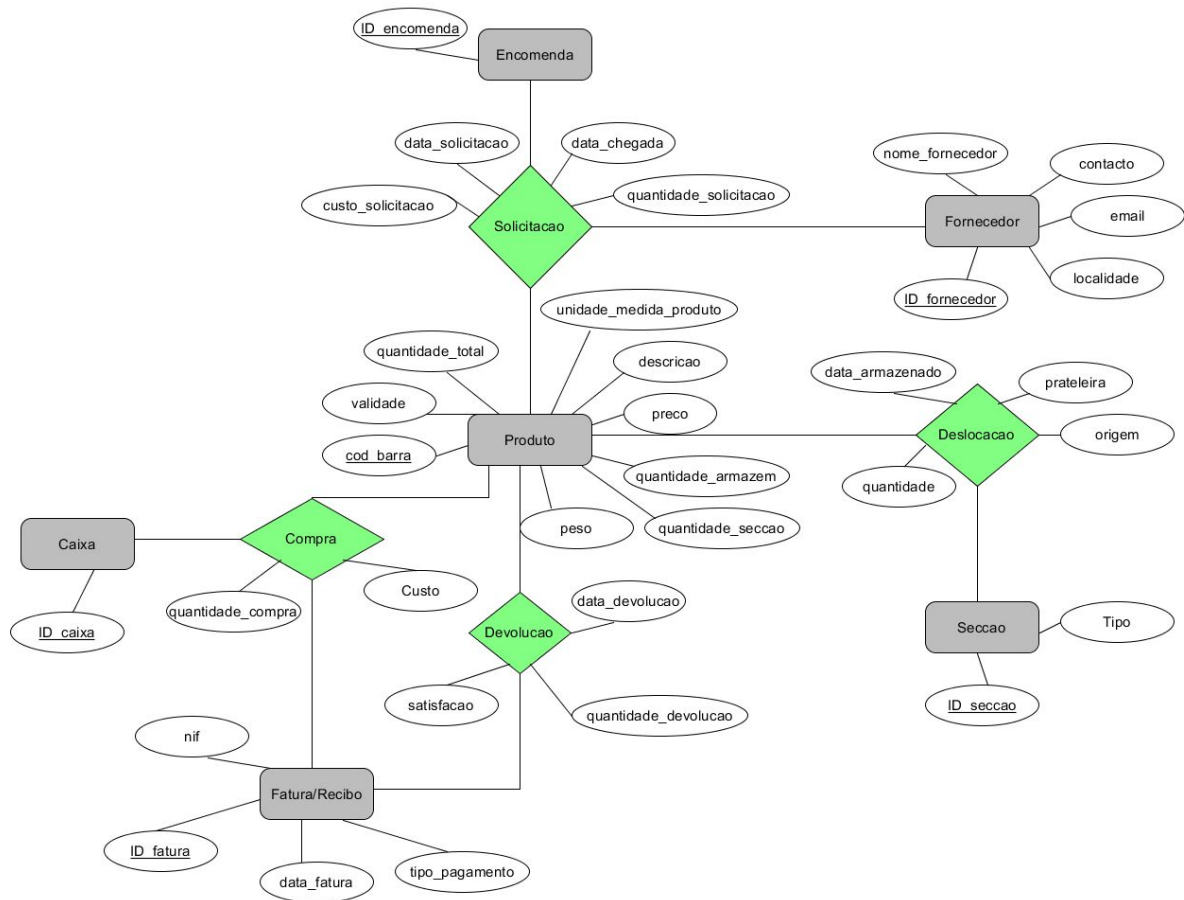 ID_encomenda
Encomenda
data_solicitacao
data_chegada
custo_solicitacao
quantidade_solicitacao
Solicitacao
nome_fornecedor
contacto
Fornecedor
email
ID_fornecedor
localidade
unidade_medida_produto
quantidade_total
descricao
validade
preco
Produto
cod_barra
quantidade_armazem
peso
quantidade_seccao
data_armazenado
prateleira
Deslocacao
origem
quantidade
Caixa
Compra
ID_caixa
quantidade_compra
Custo
Devolucao
data_devolucao
satisfacao
quantidade_devolucao
Seccao
Tipo
ID_seccao
nif
Fatura/Recibo
ID_fatura
data_fatura
tipo_pagamento